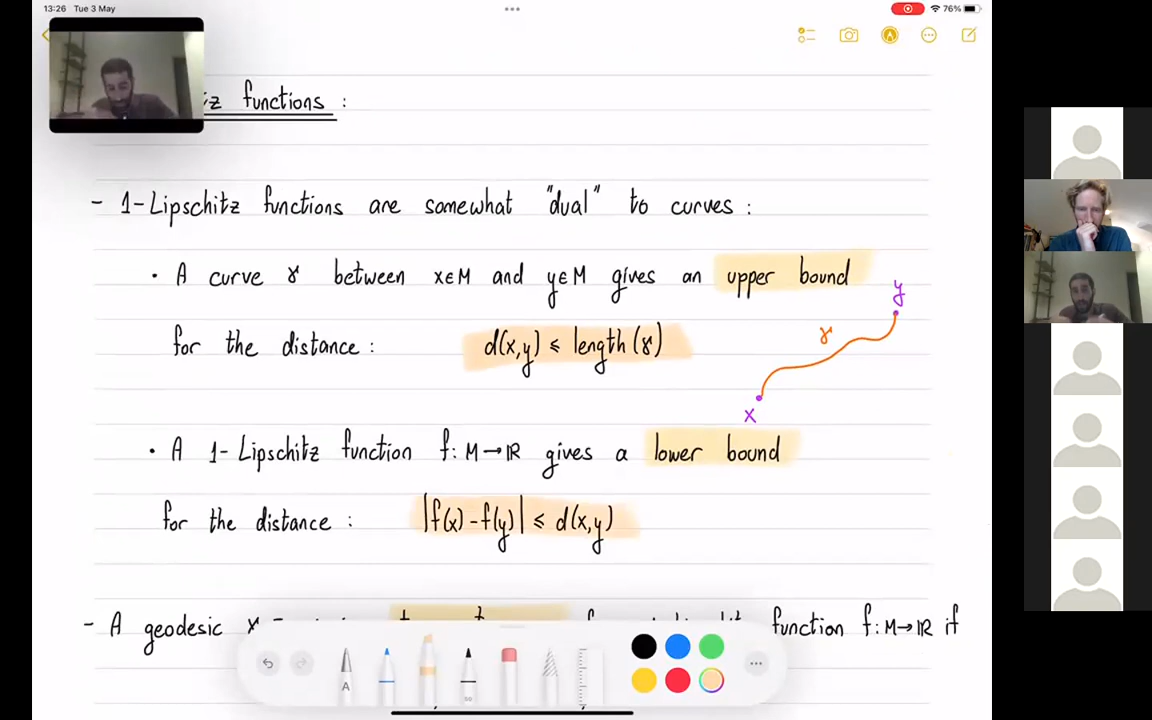 13:26 Tue 3 May
76%
functions :
- 1-Lipschitz functions are somewhat "dual" to curves :
· A curve γ between x∈M and y∈M gives an upper bound
y
for the distance : d(x,y) ≤ length(γ)
γ
x
· A 1-Lipschitz function f: M→ℝ gives a lower bound
for the distance : |f(x)-f(y)| ≤ d(x,y)
- A geodesic function f: M→ℝ if
A